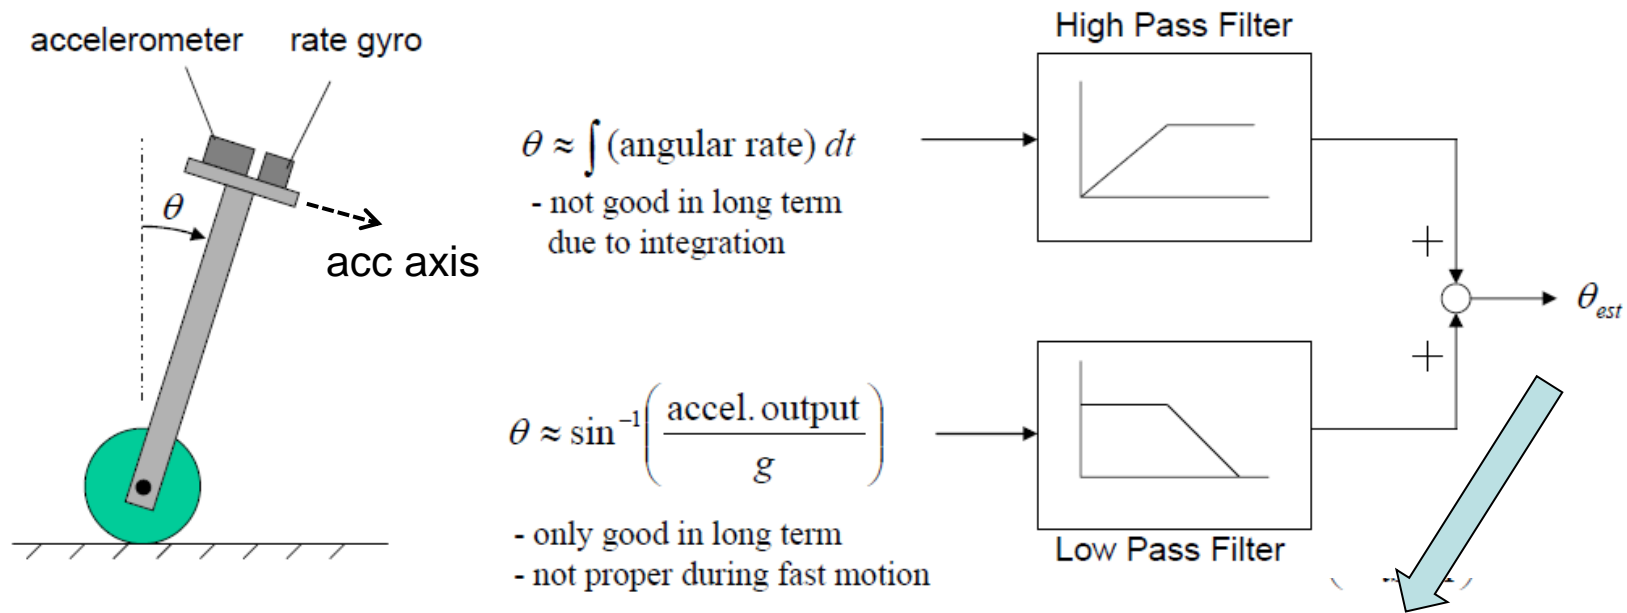 accelerometer
rate gyro
θ
acc axis
θ ≈ ∫ (angular rate) dt
- not good in long term
due to integration
High Pass Filter
+
θest
+
θ ≈ sin⁻¹( accel. output / g )
- only good in long term
- not proper during fast motion
Low Pass Filter